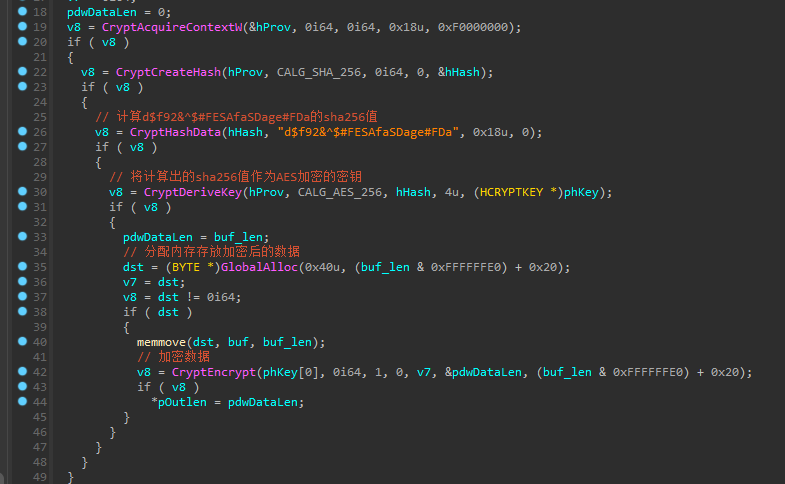 18 pdwDataLen = 0;
19 v8 = CryptAcquireContextW(&hProv, 0i64, 0i64, 0x18u, 0xF0000000);
20 if ( v8 )
21 {
22 v8 = CryptCreateHash(hProv, CALG_SHA_256, 0i64, 0, &hHash);
23 if ( v8 )
24 {
25 // 计算d$f92&^$#FESAfaSDage#FDa的sha256值
26 v8 = CryptHashData(hHash, "d$f92&^$#FESAfaSDage#FDa", 0x18u, 0);
27 if ( v8 )
28 {
29 // 将计算出的sha256值作为AES加密的密钥
30 v8 = CryptDeriveKey(hProv, CALG_AES_256, hHash, 4u, (HCRYPTKEY *)phKey);
31 if ( v8 )
32 {
33 pdwDataLen = buf_len;
34 // 分配内存存放加密后的数据
35 dst = (BYTE *)GlobalAlloc(0x40u, (buf_len & 0xFFFFFFE0) + 0x20);
36 v7 = dst;
37 v8 = dst != 0i64;
38 if ( dst )
39 {
40 memmove(dst, buf, buf_len);
41 // 加密数据
42 v8 = CryptEncrypt(phKey[0], 0i64, 1, 0, v7, &pdwDataLen, (buf_len & 0xFFFFFFE0) + 0x20);
43 if ( v8 )
44 *pOutlen = pdwDataLen;
45 }
46 }
47 }
48 }
49 }